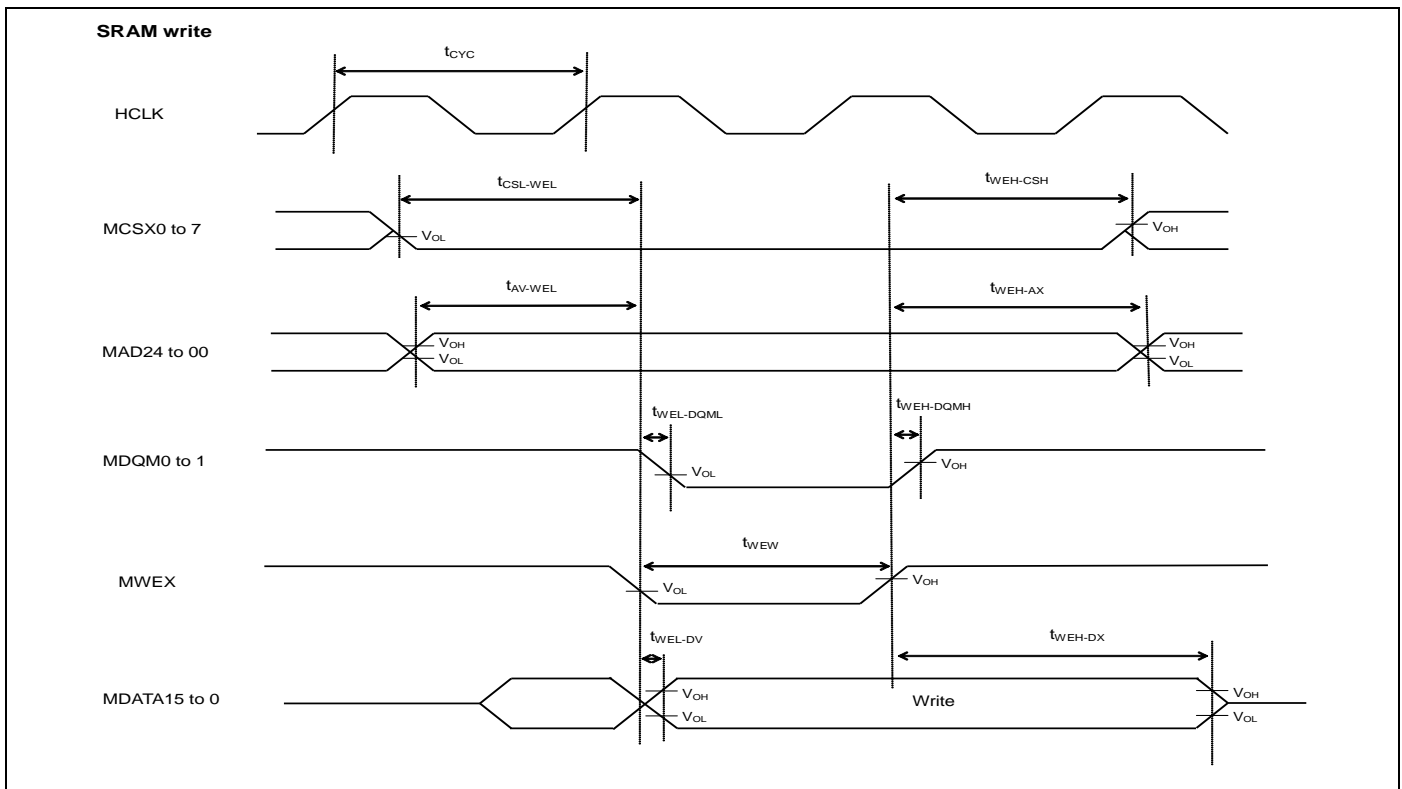 SRAM write
tCYC
HCLK
tCSL-WEL
tWEH-CSH
MCSX0 to 7
VOL
VOH
tAV-WEL
tWEH-AX
MAD24 to 00
VOH
VOL
VOH
VOL
tWEL-DQML
tWEH-DQMH
MDQM0 to 1
VOL
VOH
tWEW
MWEX
VOL
VOH
tWEL-DV
tWEH-DX
MDATA15 to 0
VOH
VOL
Write
VOH
VOL